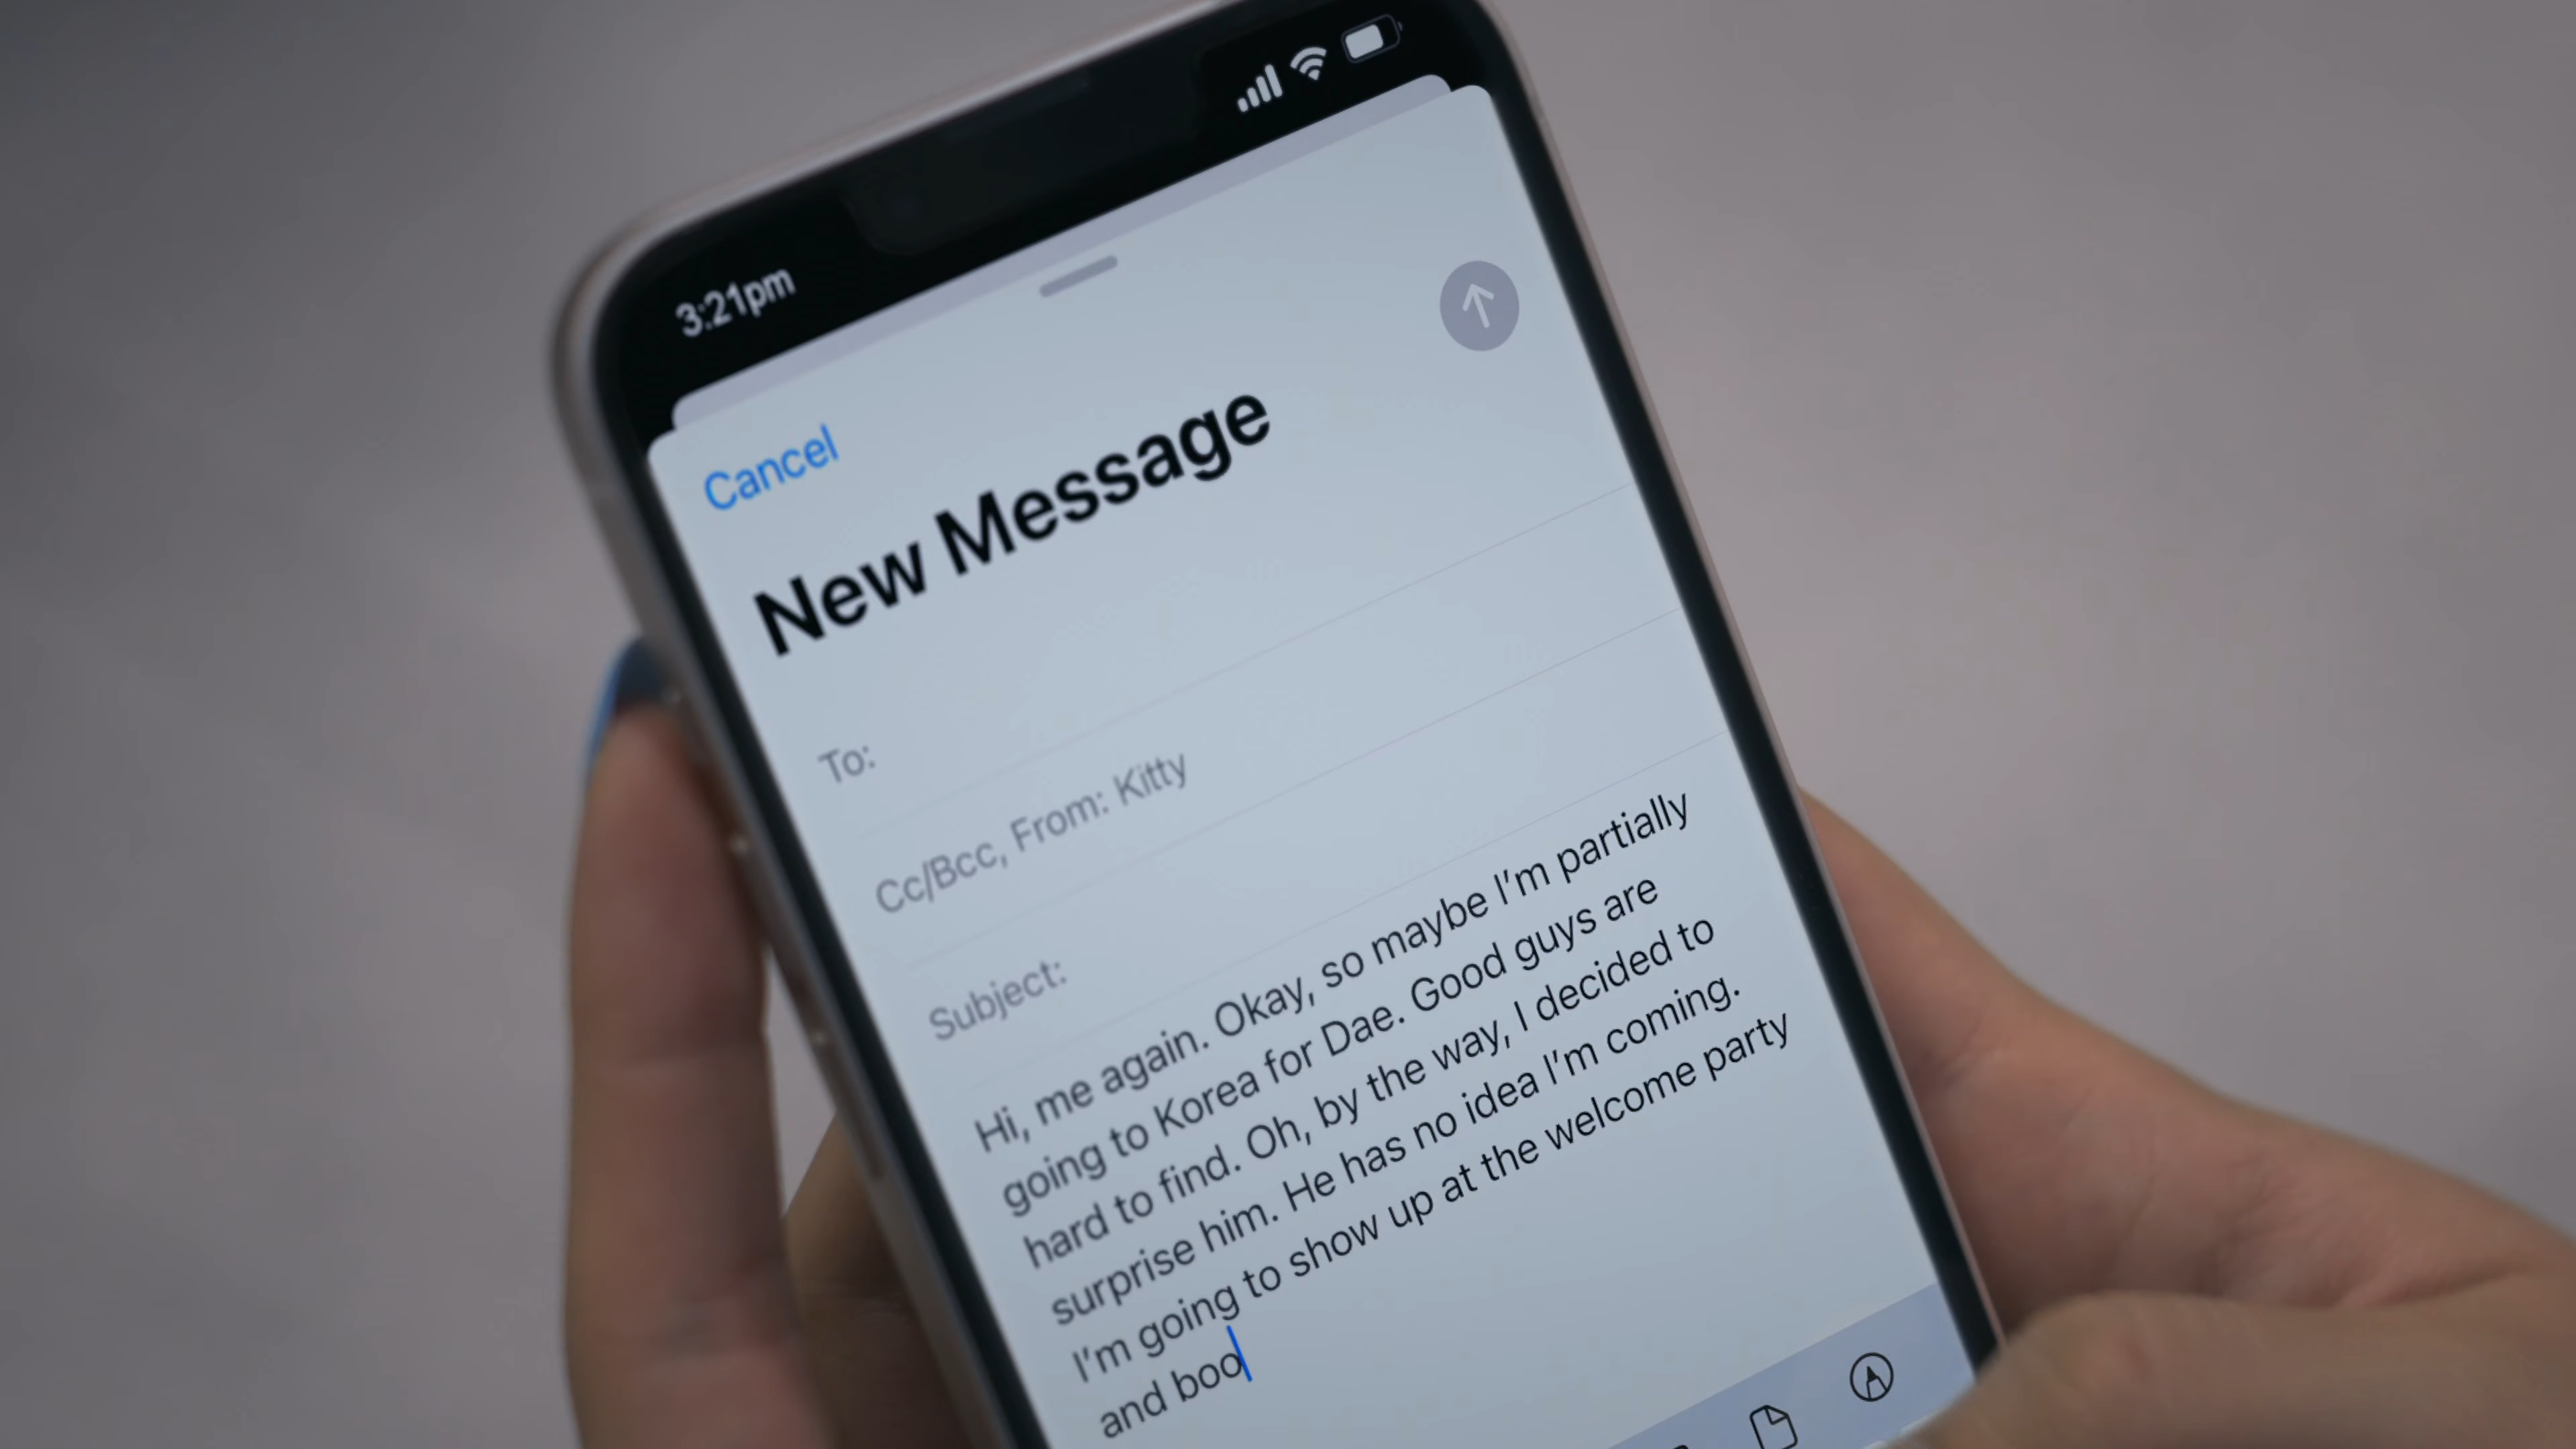 3:21pm
Cancel
New Message
To:
Cc/Bcc, From: Kitty
Subject:
Hi, me again. Okay, so maybe I'm partially
going to Korea for Dae. Good guys are
hard to find. Oh, by the way, I decided to
surprise him. He has no idea I'm coming.
I'm going to show up at the welcome party
and boo